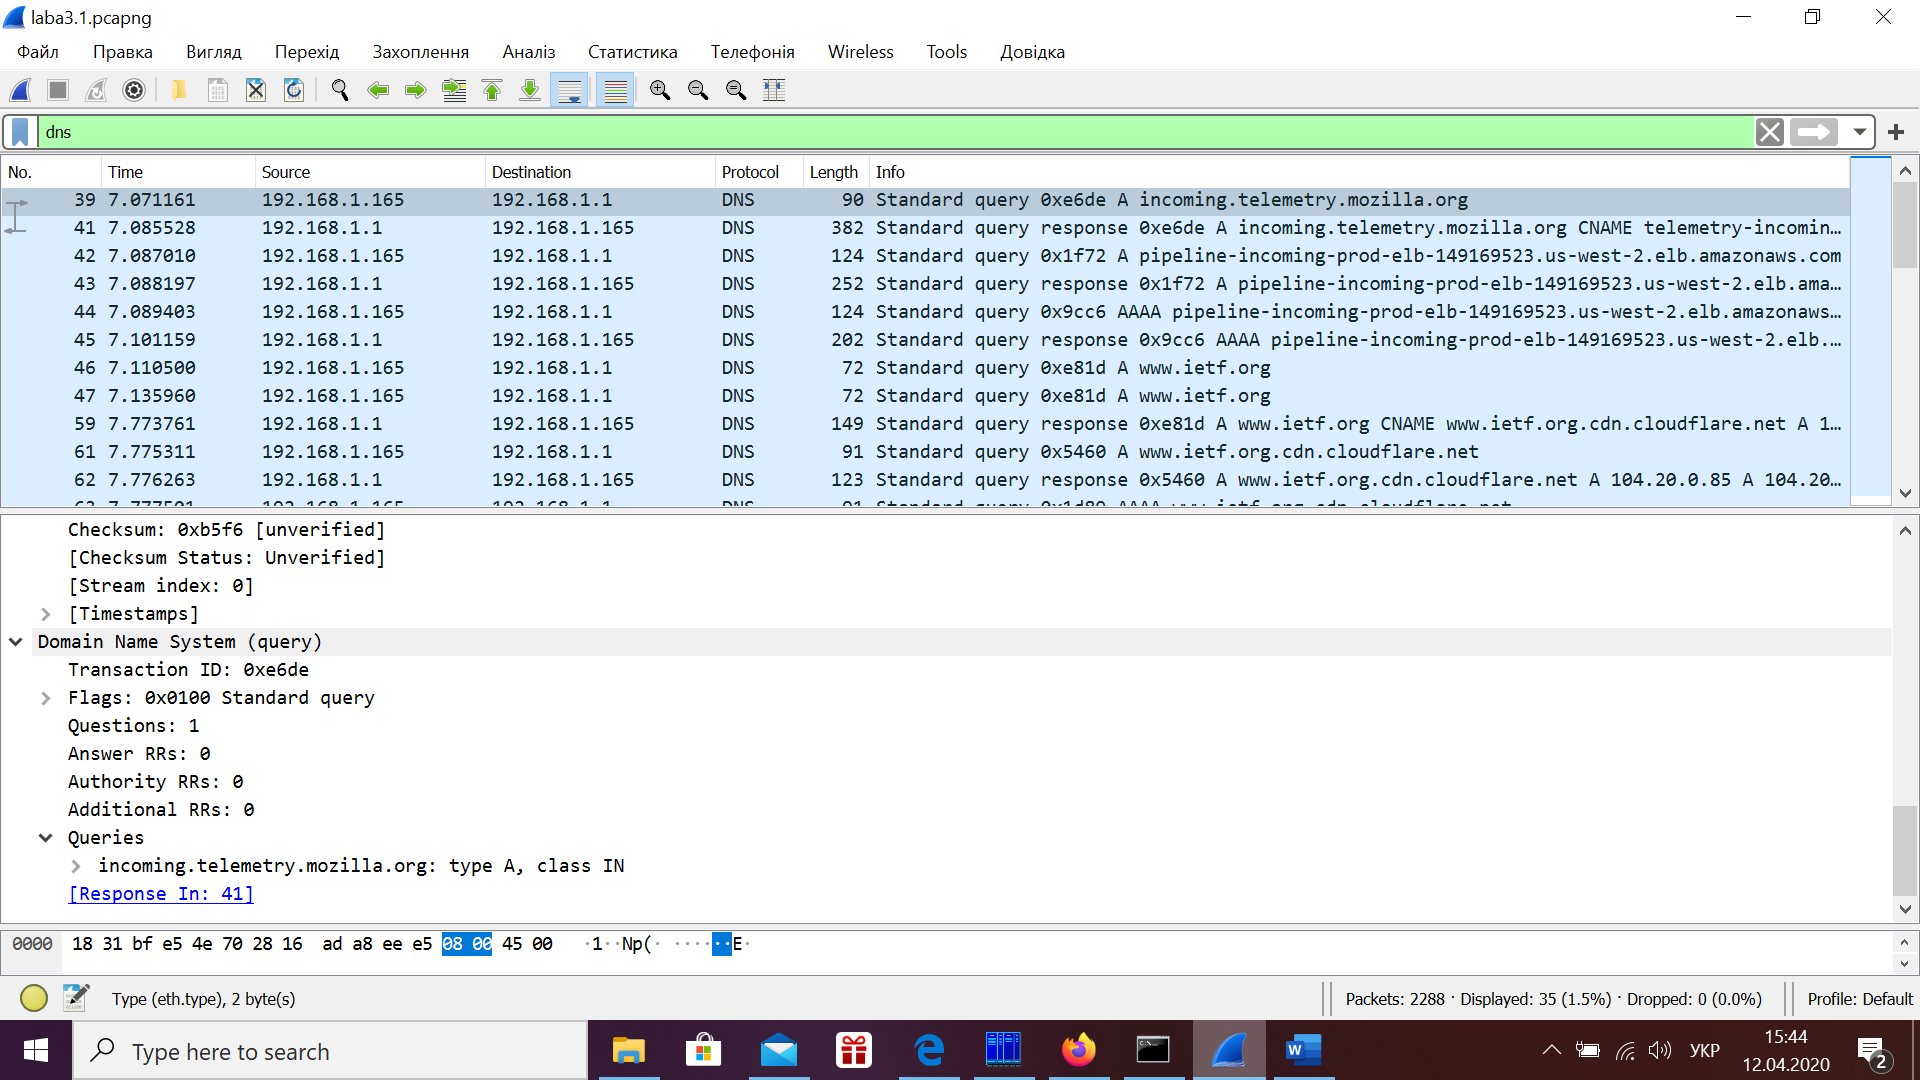 laba3.1.pcapng
Файл Правка Вигляд Перехід Захоплення Аналіз Статистика Телефонія Wireless Tools Довідка
dns
No. Time Source Destination Protocol Length Info
39 7.071161 192.168.1.165 192.168.1.1 DNS 90 Standard query 0xe6de A incoming.telemetry.mozilla.org
41 7.085528 192.168.1.1 192.168.1.165 DNS 382 Standard query response 0xe6de A incoming.telemetry.mozilla.org CNAME telemetry-incomin…
42 7.087010 192.168.1.165 192.168.1.1 DNS 124 Standard query 0x1f72 A pipeline-incoming-prod-elb-149169523.us-west-2.elb.amazonaws.com
43 7.088197 192.168.1.1 192.168.1.165 DNS 252 Standard query response 0x1f72 A pipeline-incoming-prod-elb-149169523.us-west-2.elb.ama…
44 7.089403 192.168.1.165 192.168.1.1 DNS 124 Standard query 0x9cc6 AAAA pipeline-incoming-prod-elb-149169523.us-west-2.elb.amazonaws…
45 7.101159 192.168.1.1 192.168.1.165 DNS 202 Standard query response 0x9cc6 AAAA pipeline-incoming-prod-elb-149169523.us-west-2.elb.…
46 7.110500 192.168.1.165 192.168.1.1 DNS 72 Standard query 0xe81d A www.ietf.org
47 7.135960 192.168.1.165 192.168.1.1 DNS 72 Standard query 0xe81d A www.ietf.org
59 7.773761 192.168.1.1 192.168.1.165 DNS 149 Standard query response 0xe81d A www.ietf.org CNAME www.ietf.org.cdn.cloudflare.net A 1…
61 7.775311 192.168.1.165 192.168.1.1 DNS 91 Standard query 0x5460 A www.ietf.org.cdn.cloudflare.net
62 7.776263 192.168.1.1 192.168.1.165 DNS 123 Standard query response 0x5460 A www.ietf.org.cdn.cloudflare.net A 104.20.0.85 A 104.20…
Checksum: 0xb5f6 [unverified]
[Checksum Status: Unverified]
[Stream index: 0]
[Timestamps]
Domain Name System (query)
Transaction ID: 0xe6de
Flags: 0x0100 Standard query
Questions: 1
Answer RRs: 0
Authority RRs: 0
Additional RRs: 0
Queries
incoming.telemetry.mozilla.org: type A, class IN
[Response In: 41]
0000 18 31 bf e5 4e 70 28 16 ad a8 ee e5 08 00 45 00 ·1··Np(· ······E·
Type (eth.type), 2 byte(s) Packets: 2288 · Displayed: 35 (1.5%) · Dropped: 0 (0.0%) Profile: Default
Type here to search
УКР
15:44
12.04.2020
2